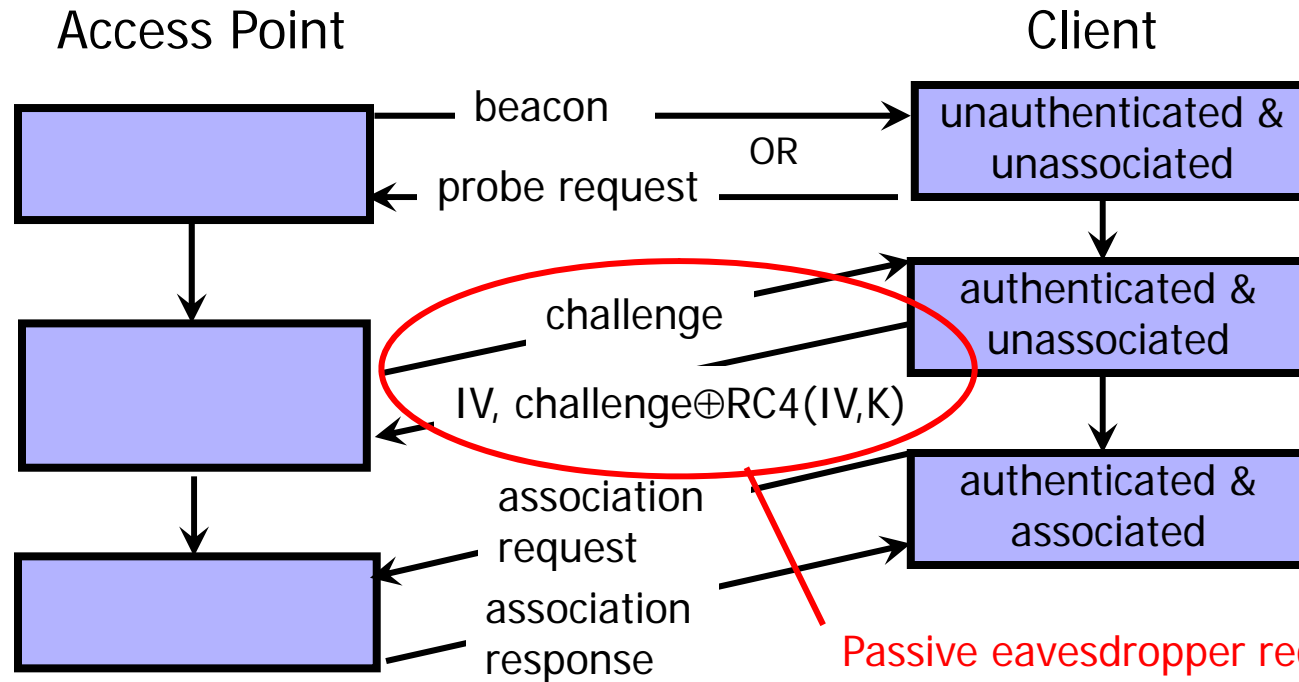 Access Point
Client
beacon
OR
probe request
unauthenticated &
unassociated
challenge
authenticated &
unassociated
IV, challenge⊕RC4(IV,K)
association
request
authenticated &
associated
association
response
Passive eavesdropper